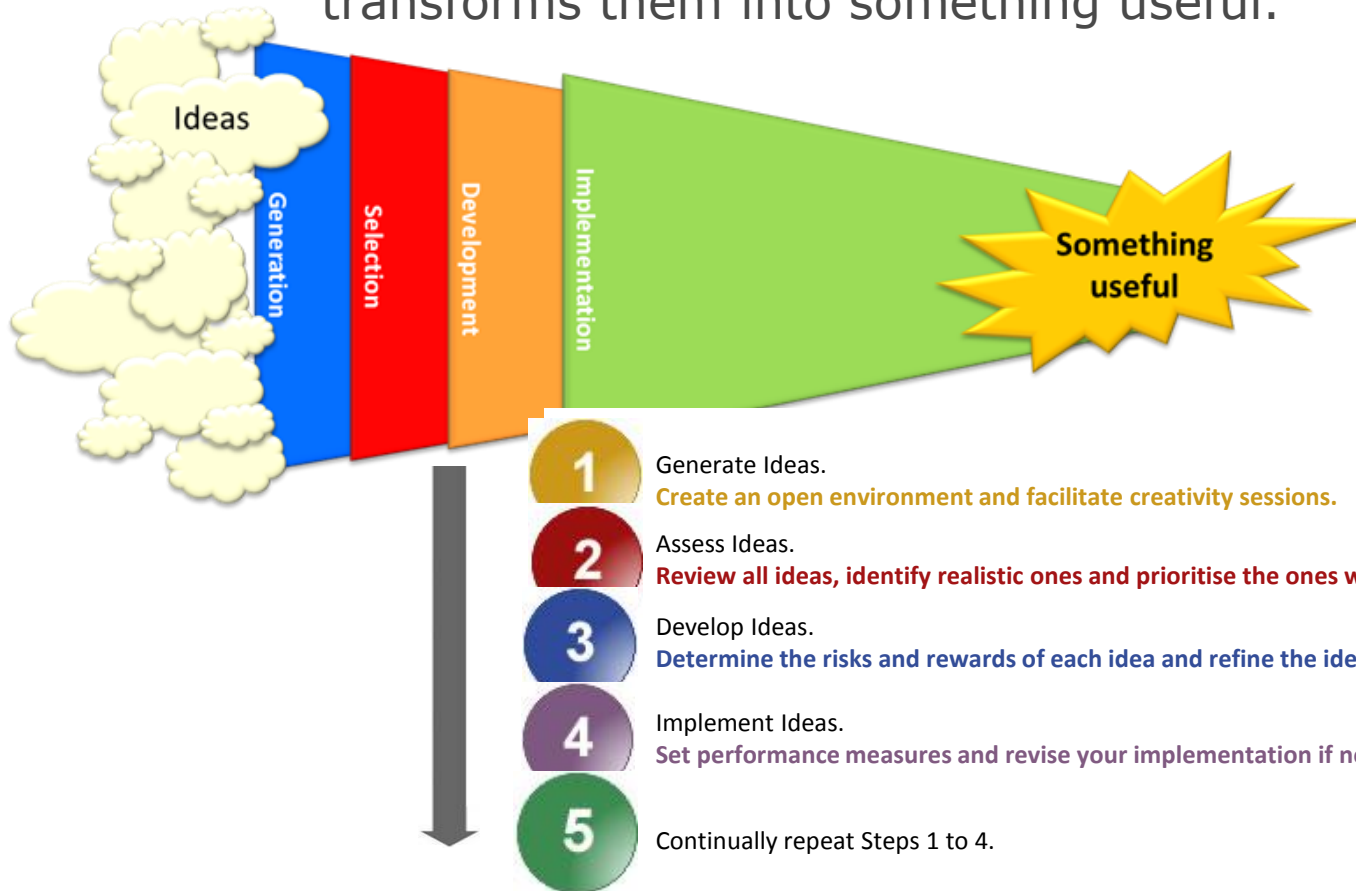 transforms them into something useful.
Ideas
Generation
Selection
Development
Implementation
Something
useful
1
Generate Ideas.
Create an open environment and facilitate creativity sessions.
2
Assess Ideas.
Review all ideas, identify realistic ones and prioritise the ones
3
Develop Ideas.
Determine the risks and rewards of each idea and refine the
4
Implement Ideas.
Set performance measures and revise your implementation if
5
Continually repeat Steps 1 to 4.